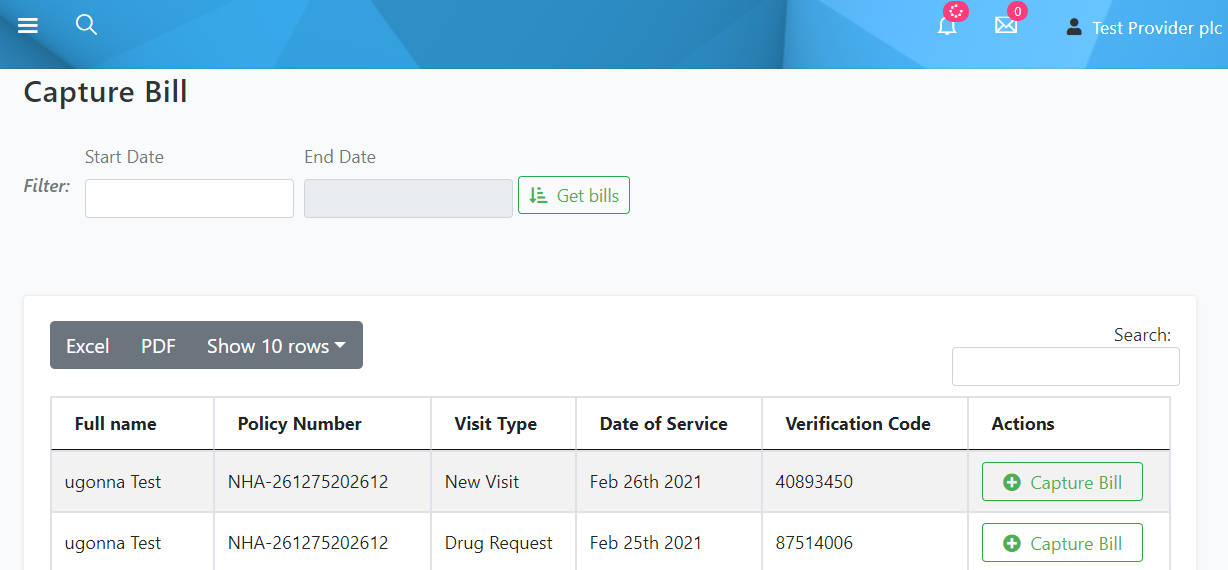 0
Test Provider plc
Capture Bill
Start Date
End Date
Filter:
Get bills
Excel PDF Show 10 rows
Search:
Full name Policy Number Visit Type Date of Service Verification Code Actions
ugonna Test NHA-261275202612 New Visit Feb 26th 2021 40893450 Capture Bill
ugonna Test NHA-261275202612 Drug Request Feb 25th 2021 87514006 Capture Bill